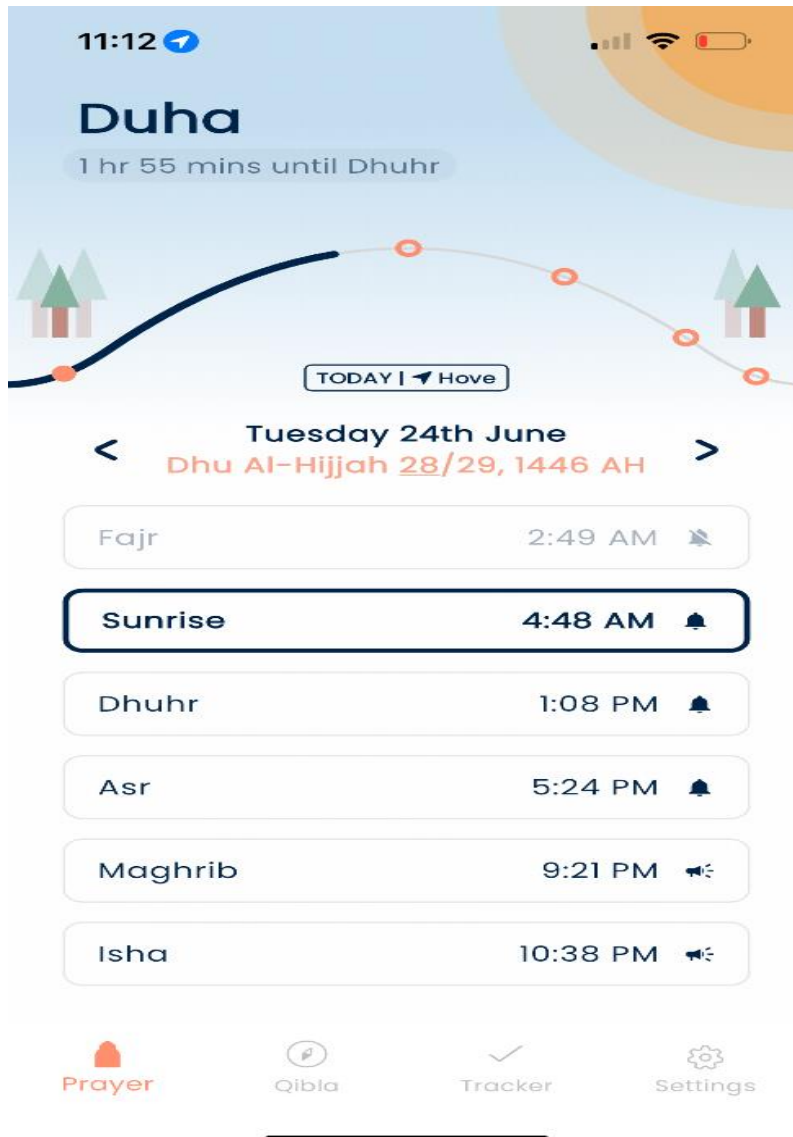 11:12
Duha
1 hr 55 mins until Dhuhr
TODAY | Hove
< Tuesday 24th June >
Dhu Al-Hijjah 28/29, 1446 AH
Fajr 2:49 AM
Sunrise 4:48 AM
Dhuhr 1:08 PM
Asr 5:24 PM
Maghrib 9:21 PM
Isha 10:38 PM
Prayer Qibla Tracker Settings